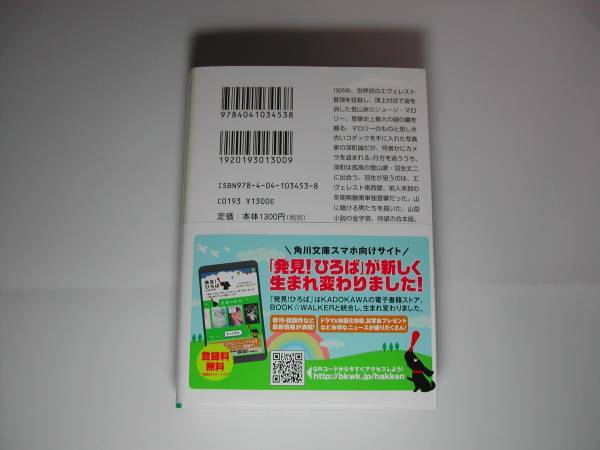 9784041034538
1920193013009
ISBN978-4-04-103453-8
C0193 ¥1300E
定価：本体1300円(税別)
1924年、世界初のエヴェレスト
登頂を目指し、頂上付近で姿を
消した登山家のジョージ・マロ
リー。登攀史上最大の謎の鍵を
握る、マロリーのものと思しき
古いコダックを手に入れた写真
家の深町誠だが、何者かにカメ
ラを盗まれる。行方を追ううち、
深町は孤高の登山家・羽生丈二
に出会う。羽生が狙うのは、エ
ヴェレスト南西壁、前人未到の
冬期無酸素単独登攀だった。山
に賭ける男たちを描いた、山岳
小説の金字塔、待望の合本版。
角川文庫スマホ向けサイト
「発見！ひろば」が新しく
生まれ変わりました！
「発見！ひろば」はKADOKAWAの電子書籍ストア、
BOOK☆WALKERと統合し、生まれ変わりました。
新刊・話題作など
最新情報が満載！
ドラマ&映画化情報、試写会プレゼント
などお得なニュースが盛りだくさん！
発見！
ひろば
登録料
無料
QRコードから今すぐアクセスしよう！
http://bkwk.jp/hakken